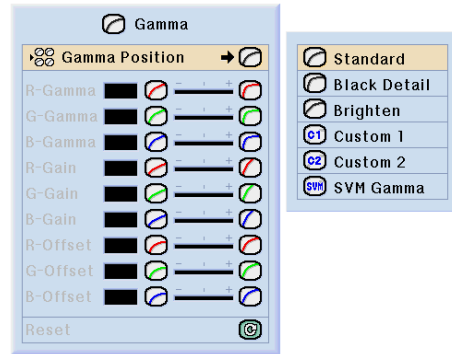 Gamma
Gamma Position
R-Gamma
G-Gamma
B-Gamma
R-Gain
G-Gain
B-Gain
R-Offset
G-Offset
B-Offset
Reset
Standard
Black Detail
Brighten
C1 Custom 1
C2 Custom 2
SVM SVM Gamma